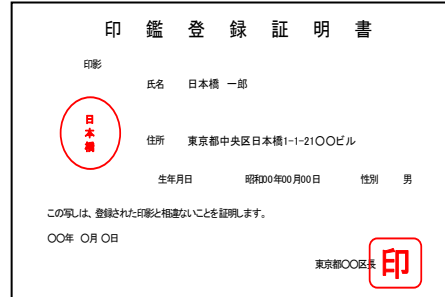 印鑑登録証明書
印影
氏名 日本橋 一郎
日本橋
住所 東京都中央区日本橋1-1-21〇〇ビル
生年月日 昭和00年00月00日 性別 男
この写しは、登録された印影と相違ないことを証明します。
〇〇年 〇月〇日
東京都〇〇区長 印